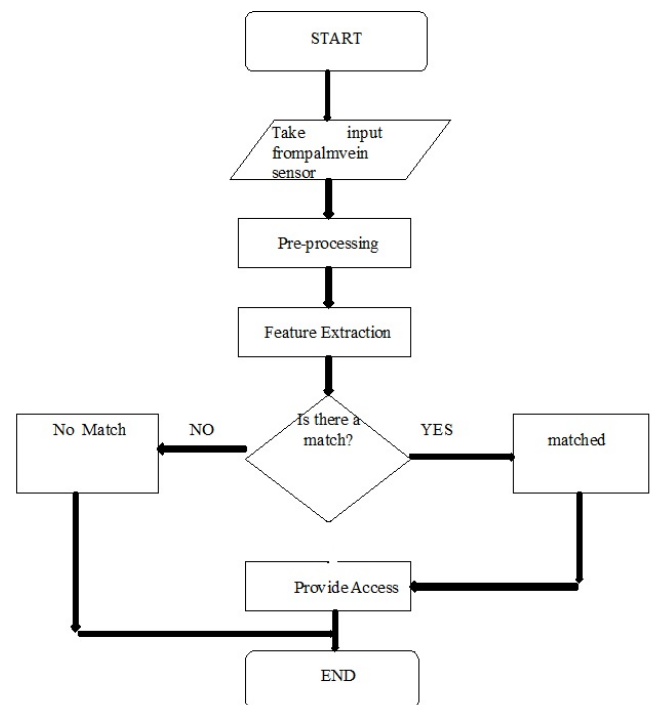 START
Take input
frompalmvein
sensor
Pre-processing
Feature Extraction
Is there a
match?
No Match
NO
YES
matched
Provide Access
END